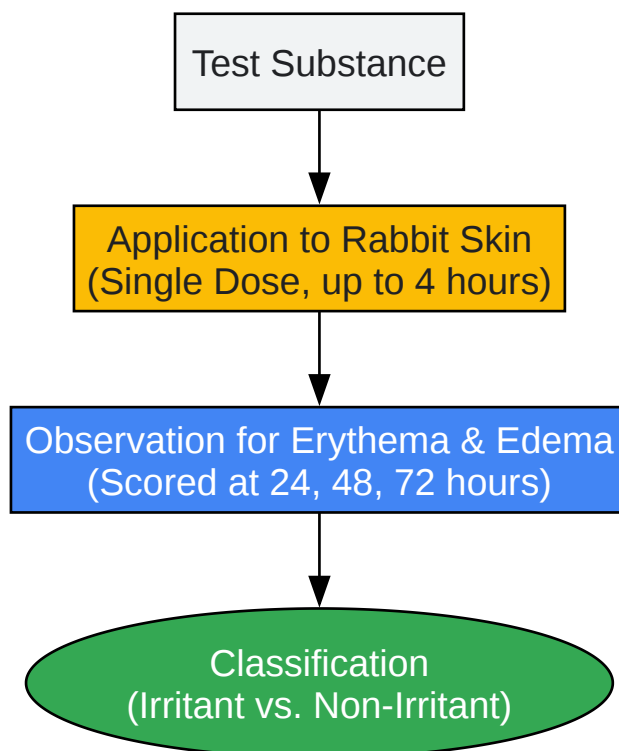 Test Substance
Application to Rabbit Skin
(Single Dose, up to 4 hours)
Observation for Erythema & Edema
(Scored at 24, 48, 72 hours)
Classification
(Irritant vs. Non-Irritant)